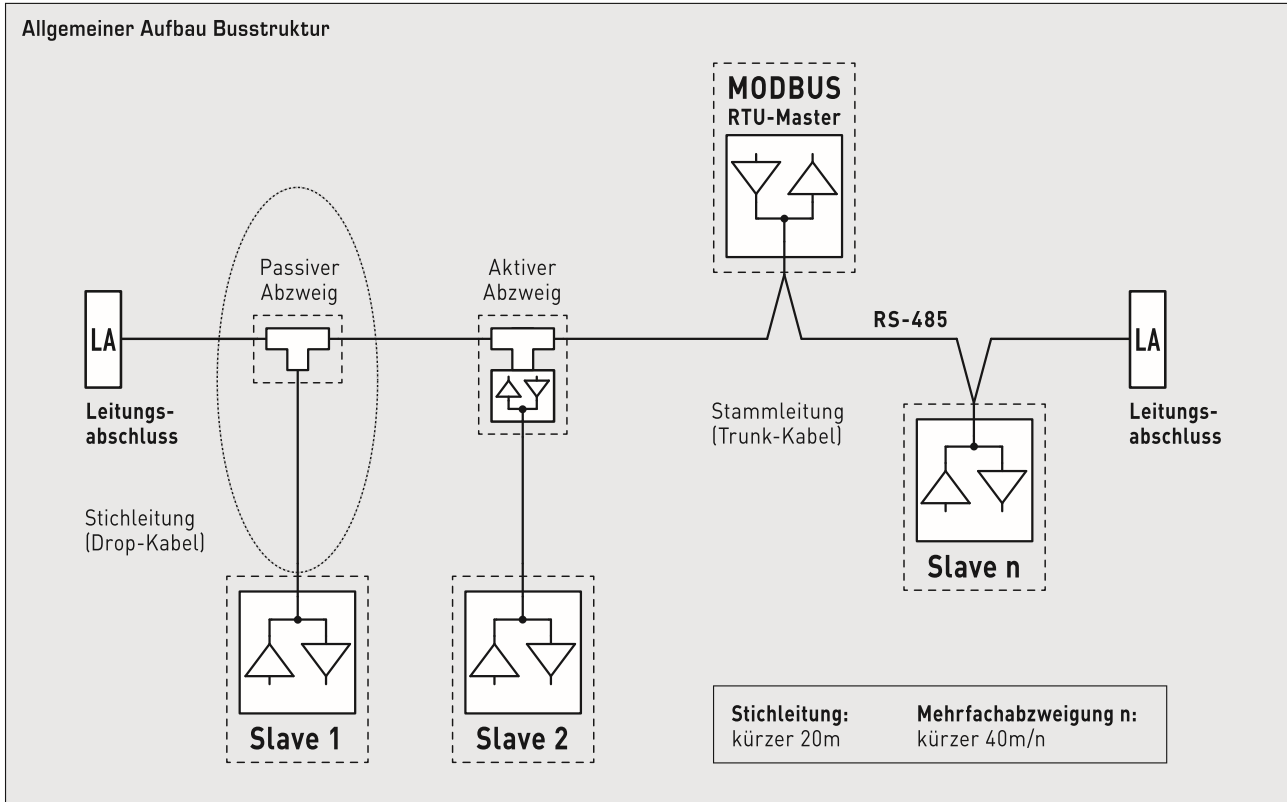 Allgemeiner Aufbau Busstruktur
MODBUS
RTU-Master
Passiver
Abzweig
Aktiver
Abzweig
LA
RS-485
LA
Leitungs-
abschluss
Stammleitung
(Trunk-Kabel)
Leitungs-
abschluss
Stichleitung
(Drop-Kabel)
Slave n
Slave 1
Slave 2
Stichleitung:
kürzer 20m
Mehrfachabzweigung n:
kürzer 40m/n